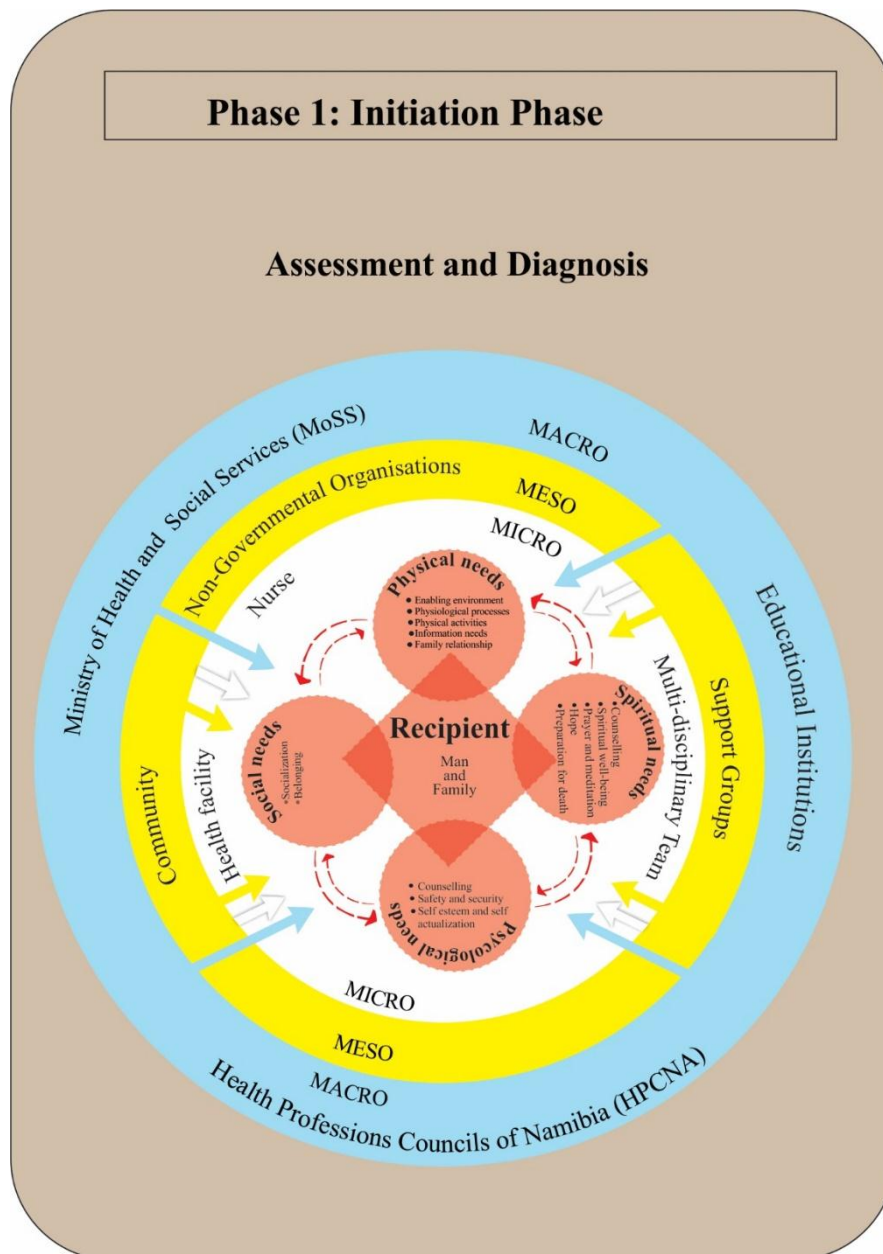 Phase 1: Initiation Phase
Assessment and Diagnosis
Ministry of Health and Social Services (MoSS)
MACRO
Educational Institutions
Non-Governmental Organisations
MESO
Support Groups
Community
Nurse
MICRO
Multi-disciplinary Team
Health facility
Physical needs
● Enabling environment
● Physiological processes
● Physical activities
● Information needs
● Family relationship
Spiritual needs
● Counselling
● Spiritual well-being
● Prayer and meditation
● Hope
● Preparation for death
Recipient
Man
and
Family
Social needs
● Socialization
● Belonging
● Counselling
● Safety and security
● Self esteem and self
actualization
Psycological needs
MICRO
MESO
MACRO
Health Professions Councils of Namibia (HPCNA)